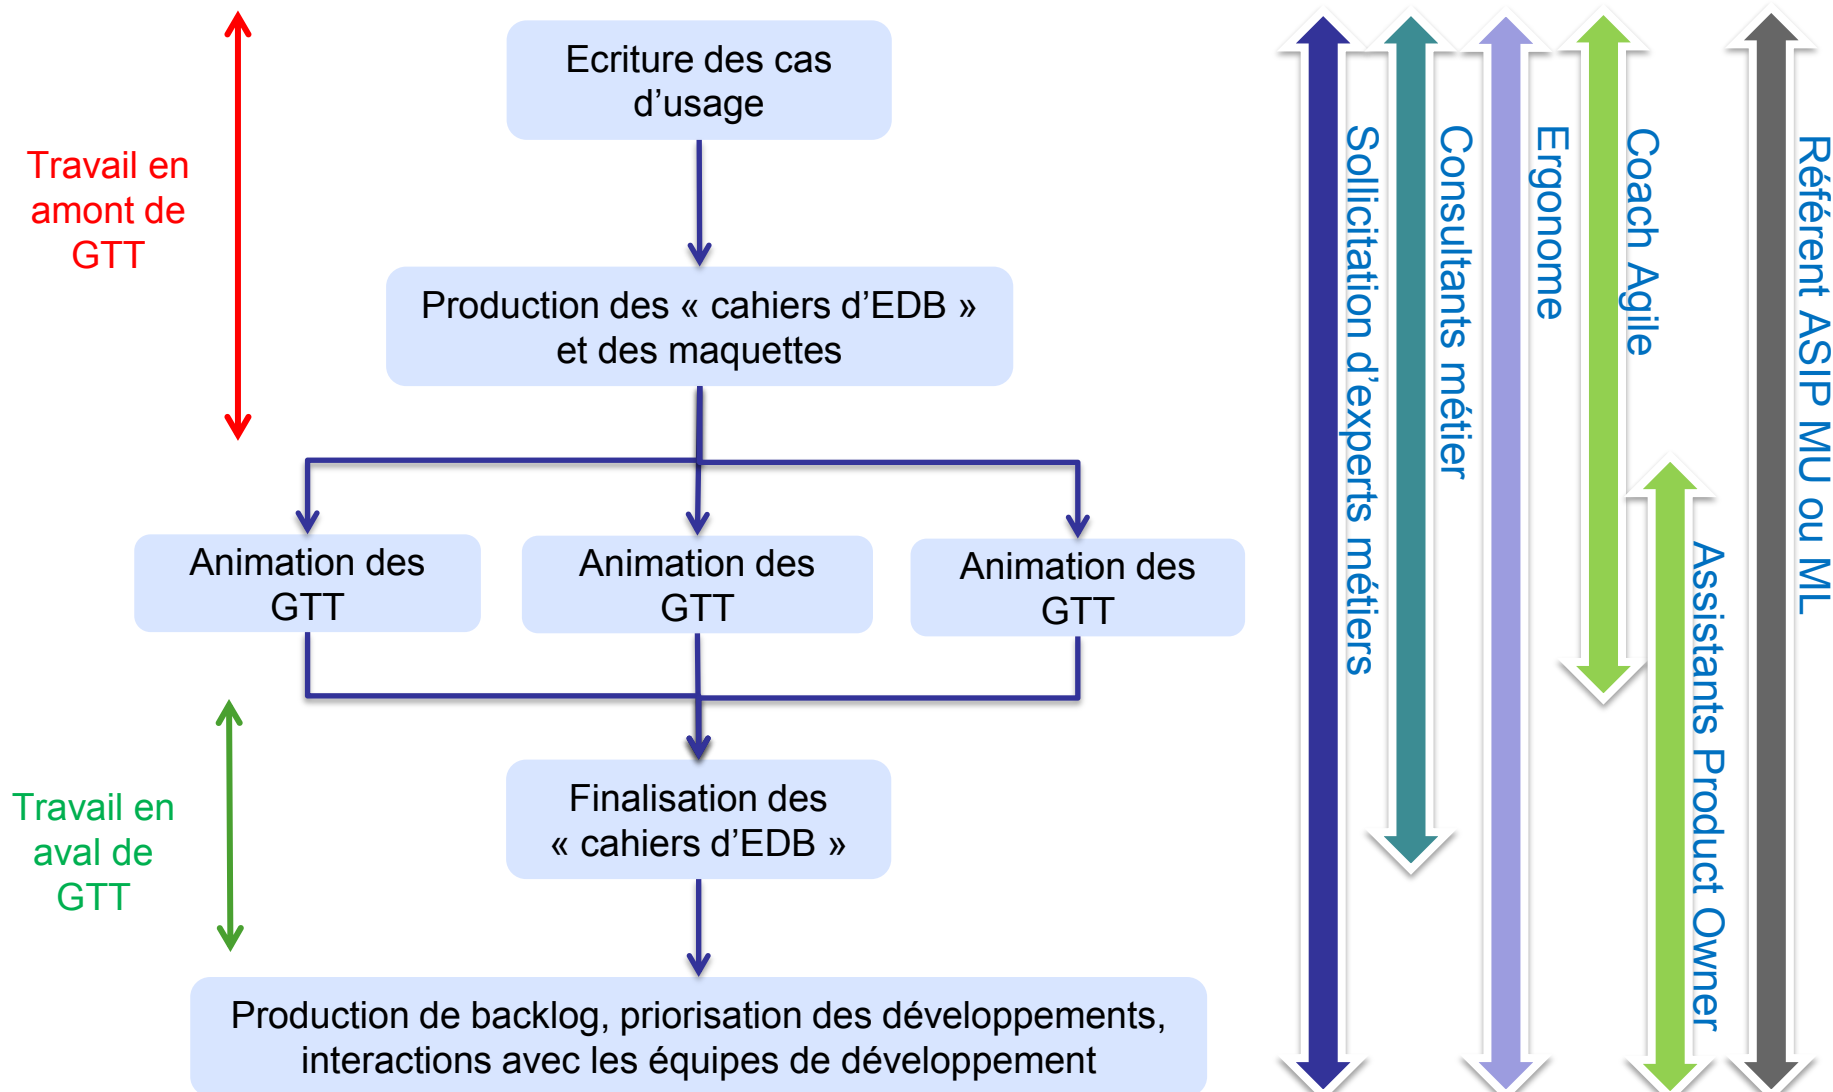 Ecriture des cas
d’usage
Travail en
amont de
GTT
Production des « cahiers d’EDB »
et des maquettes
Animation des
GTT
Animation des
GTT
Animation des
GTT
Travail en
aval de
GTT
Finalisation des
« cahiers d’EDB »
Production de backlog, priorisation des développements,
interactions avec les équipes de développement
Sollicitation d’experts métiers
Consultants métier
Ergonome
Coach Agile
Assistants Product Owner
Référent ASIP MU ou ML